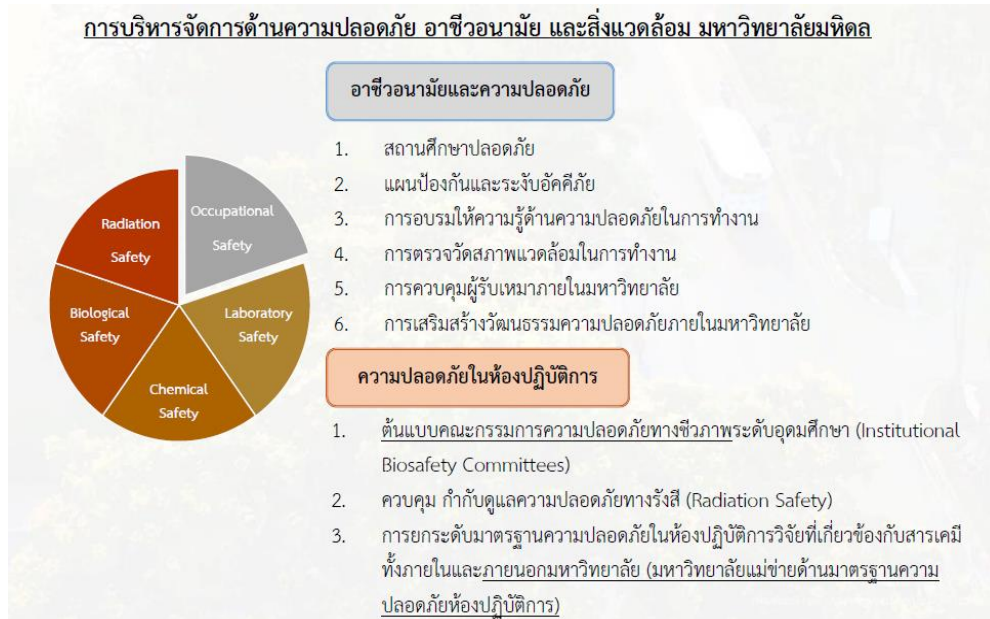 การบริหารจัดการด้านความปลอดภัย อาชีวอนามัย และสิ่งแวดล้อม มหาวิทยาลัยมหิดล
อาชีวอนามัยและความปลอดภัย
1. สถานศึกษาปลอดภัย
2. แผนป้องกันและระงับอัคคีภัย
3. การอบรมให้ความรู้ด้านความปลอดภัยในการทำงาน
4. การตรวจวัดสภาพแวดล้อมในการทำงาน
5. การควบคุมผู้รับเหมาภายในมหาวิทยาลัย
6. การเสริมสร้างวัฒนธรรมความปลอดภัยภายในมหาวิทยาลัย
Occupational
Safety
Laboratory
Safety
Chemical
Safety
Biological
Safety
Radiation
Safety
ความปลอดภัยในห้องปฏิบัติการ
1. ต้นแบบคณะกรรมการความปลอดภัยทางชีวภาพระดับอุดมศึกษา (Institutional
Biosafety Committees)
2. ควบคุม กำกับดูแลความปลอดภัยทางรังสี (Radiation Safety)
3. การยกระดับมาตรฐานความปลอดภัยในห้องปฏิบัติการวิจัยที่เกี่ยวข้องกับสารเคมี
ทั้งภายในและภายนอกมหาวิทยาลัย (มหาวิทยาลัยแม่ข่ายด้านมาตรฐานความ
ปลอดภัยห้องปฏิบัติการ)